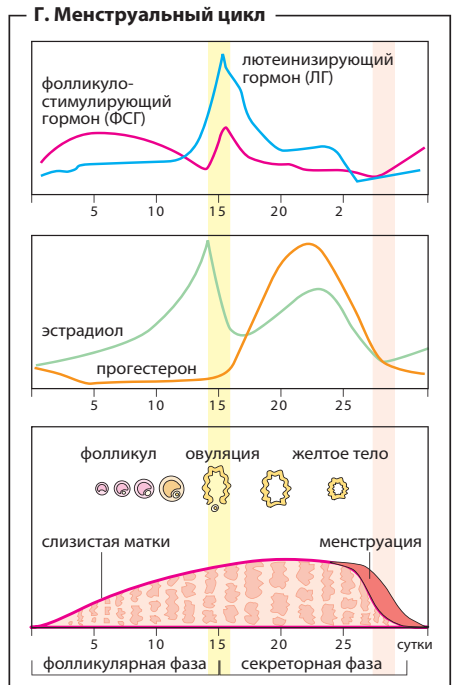 Г. Менструальный цикл
лютеинизирующий
гормон (ЛГ)
фолликуло-
стимулирующий
гормон (ФСГ)
5 10 15 20 2
эстрадиол
прогестерон
5 10 15 20 25
фолликул овуляция желтое тело
слизистая матки менструация
5 10 15 20 25 сутки
фолликулярная фаза секреторная фаза